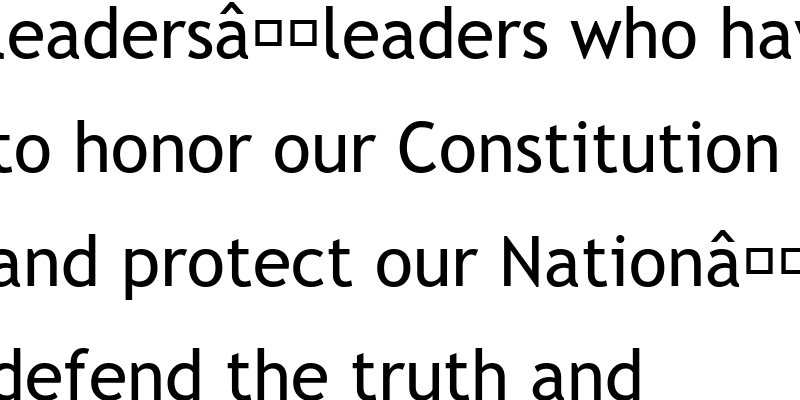 leadersâ□□leaders who hav
to honor our Constitution
and protect our Nationâ□□
defend the truth and